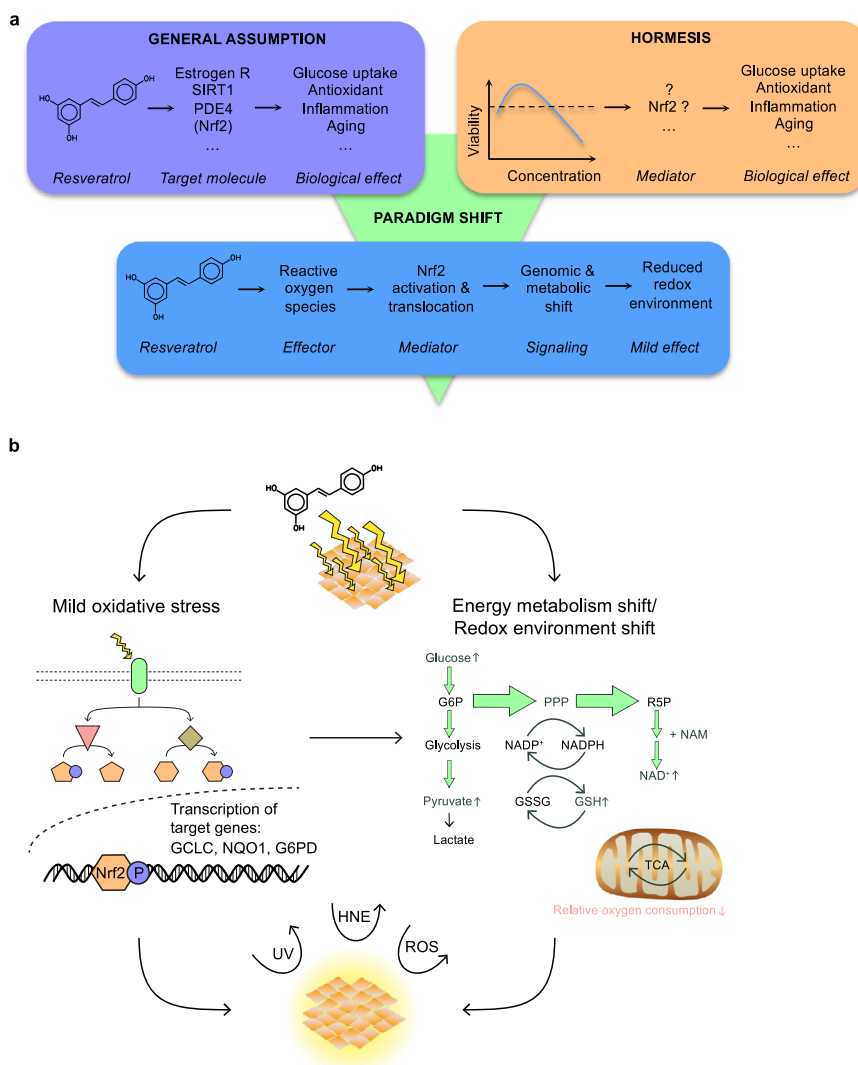 a
GENERAL ASSUMPTION
OH
HO
OH
Resveratrol
Estrogen R
SIRT1
PDE4
(Nrf2)
...
Target molecule
Glucose uptake
Antioxidant
Inflammation
Aging
...
Biological effect
HORMESIS
Viability
Concentration
?
Nrf2 ?
...
Mediator
Glucose uptake
Antioxidant
Inflammation
Aging
...
Biological effect
PARADIGM SHIFT
OH
HO
OH
Resveratrol
Reactive
oxygen
species
Effector
Nrf2
activation &
translocation
Mediator
Genomic &
metabolic
shift
Signaling
Reduced
redox
environment
Mild effect
b
OH
HO
OH
Mild oxidative stress
Transcription of
target genes:
GCLC, NQO1, G6PD
Nrf2
P
Energy metabolism shift/
Redox environment shift
Glucose↑
G6P
PPP
R5P
Glycolysis
NADP⁺
NADPH
+ NAM
NAD⁺↑
Pyruvate↑
GSSG
GSH↑
Lactate
TCA
Relative oxygen consumption↓
UV
HNE
ROS